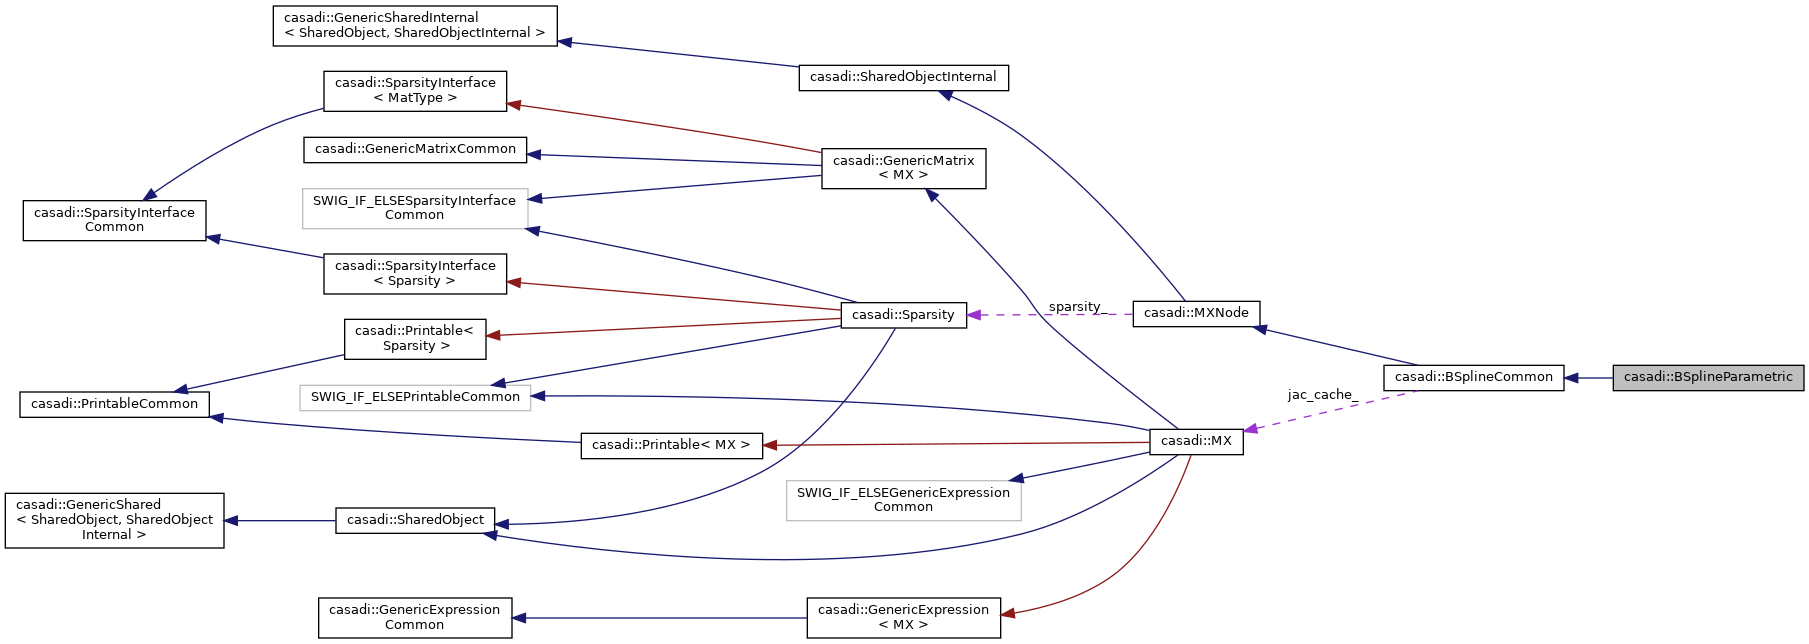 casadi::GenericSharedInternal
< SharedObject, SharedObjectInternal >
casadi::SharedObjectInternal
casadi::SparsityInterface
< MatType >
casadi::GenericMatrixCommon
casadi::GenericMatrix
< MX >
SWIG_IF_ELSESparsityInterface
Common
casadi::SparsityInterface
Common
casadi::SparsityInterface
< Sparsity >
casadi::Sparsity
sparsity_
casadi::MXNode
casadi::Printable<
Sparsity >
casadi::BSplineCommon
casadi::BSplineParametric
SWIG_IF_ELSEPrintableCommon
jac_cache_
casadi::PrintableCommon
casadi::Printable< MX >
casadi::MX
SWIG_IF_ELSEGenericExpression
Common
casadi::GenericShared
< SharedObject, SharedObject
Internal >
casadi::SharedObject
casadi::GenericExpression
Common
casadi::GenericExpression
< MX >